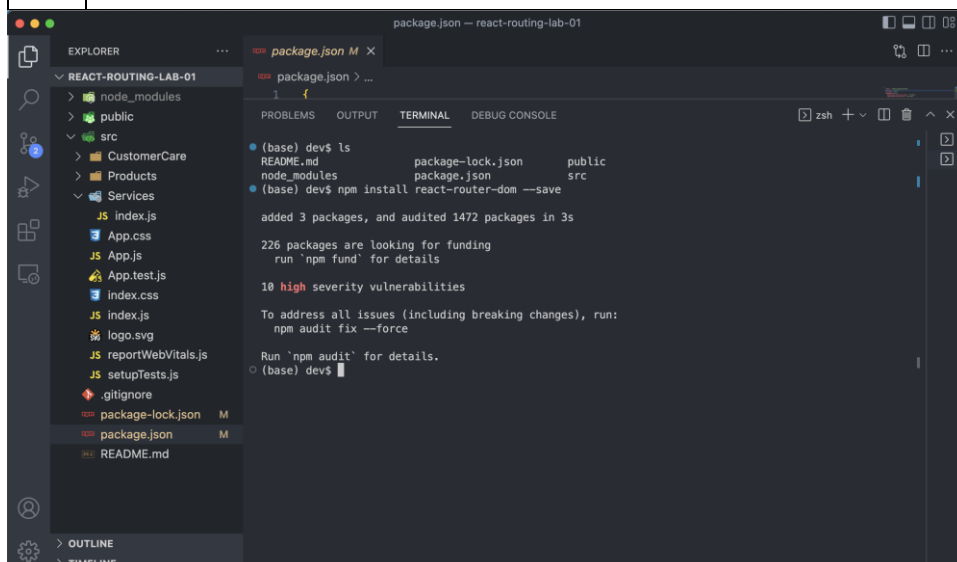 package.json — react-routing-lab-01
EXPLORER
REACT-ROUTING-LAB-01
node_modules
public
src
CustomerCare
Products
Services
JS index.js
App.css
JS App.js
App.test.js
index.css
JS index.js
logo.svg
JS reportWebVitals.js
JS setupTests.js
.gitignore
package-lock.json M
package.json M
README.md
OUTLINE
2
package.json M
package.json > ...
1 {
PROBLEMS OUTPUT TERMINAL DEBUG CONSOLE
zsh
(base) dev$ ls
README.md package-lock.json public
node_modules package.json src
(base) dev$ npm install react-router-dom --save
added 3 packages, and audited 1472 packages in 3s
226 packages are looking for funding
run `npm fund` for details
10 high severity vulnerabilities
To address all issues (including breaking changes), run:
npm audit fix --force
Run `npm audit` for details.
(base) dev$